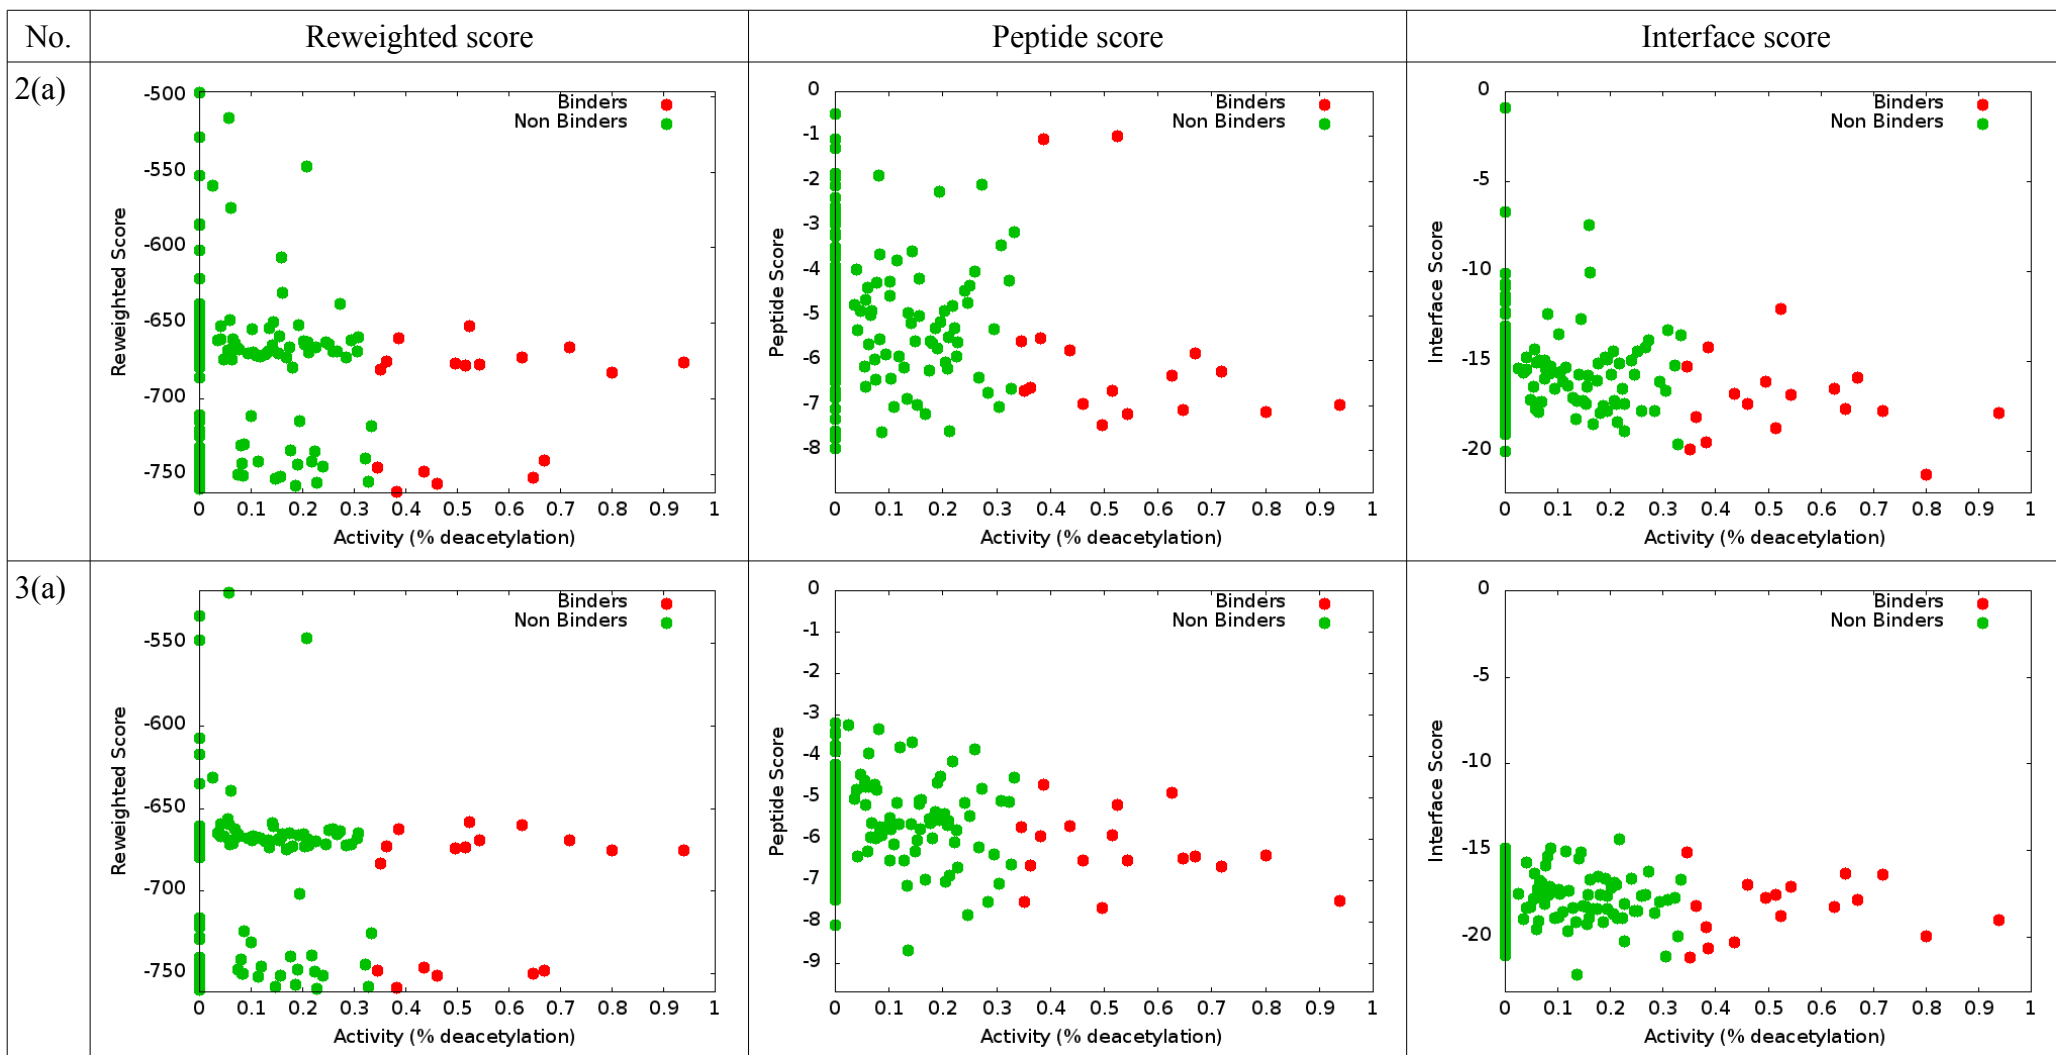 No. Reweighted score Peptide score Interface score
2(a)
-500
-550
-600
-650
-700
-750
Reweighted Score
Binders
Non Binders
0 0.1 0.2 0.3 0.4 0.5 0.6 0.7 0.8 0.9 1
Activity (% deacetylation)
0
-1
-2
-3
-4
-5
-6
-7
-8
Peptide Score
Binders
Non Binders
0 0.1 0.2 0.3 0.4 0.5 0.6 0.7 0.8 0.9 1
Activity (% deacetylation)
0
-5
-10
-15
-20
Interface Score
Binders
Non Binders
0 0.1 0.2 0.3 0.4 0.5 0.6 0.7 0.8 0.9 1
Activity (% deacetylation)
3(a)
-550
-600
-650
-700
-750
Reweighted Score
Binders
Non Binders
0 0.1 0.2 0.3 0.4 0.5 0.6 0.7 0.8 0.9 1
Activity (% deacetylation)
0
-1
-2
-3
-4
-5
-6
-7
-8
-9
Peptide Score
Binders
Non Binders
0 0.1 0.2 0.3 0.4 0.5 0.6 0.7 0.8 0.9 1
Activity (% deacetylation)
0
-5
-10
-15
-20
Interface Score
Binders
Non Binders
0 0.1 0.2 0.3 0.4 0.5 0.6 0.7 0.8 0.9 1
Activity (% deacetylation)